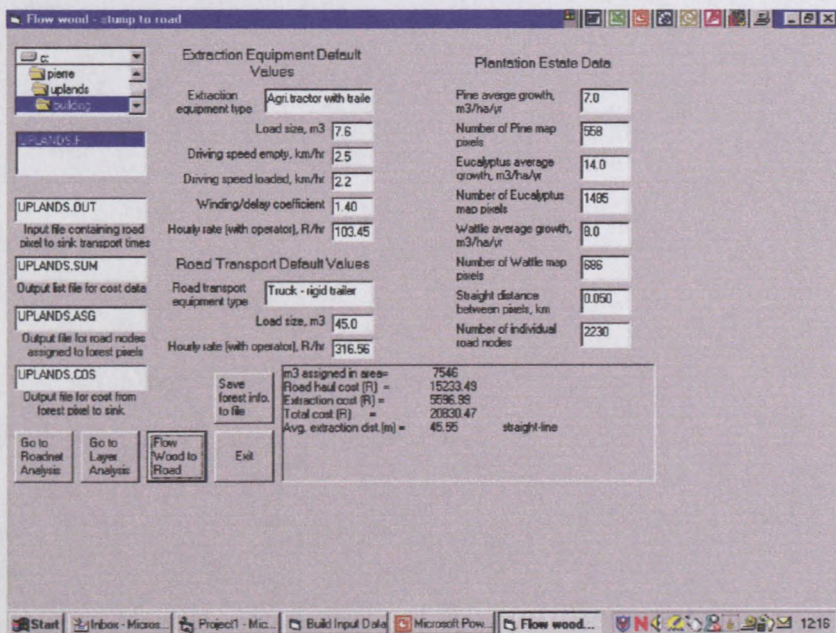 Flow wood - stump to road
c:
pierre
uplands
building
Extraction Equipment Default
Values
Extraction
equipment type
Agri.tractor with traile
Load size, m3
7.6
Driving speed empty, km/hr
2.5
Driving speed loaded, km/hr
2.2
Winding/delay coefficient
1.40
Hourly rate (with operator), R/hr
103.45
Road Transport Default Values
Road transport
equipment type
Truck - rigid trailer
Load size, m3
45.0
Hourly rate (with operator), R/hr
316.56
Plantation Estate Data
Pine averge growth,
m3/ha/yr
7.0
Number of Pine map
pixels
558
Eucalyptus average
growth, m3/ha/yr
14.0
Number of Eucalyptus
map pixels
1485
Wattle average growth,
m3/ha/yr
8.0
Number of Wattle map
pixels
686
Straight distance
between pixels, km
0.050
Number of individual
road nodes
2230
UPLANDS.OUT
Input file containing road
pixel to sink transport times
UPLANDS.SUM
Output list file for cost data
UPLANDS.ASG
Output file for road nodes
assigned to forest pixels
UPLANDS.COS
Output file for cost from
forest pixel to sink
Save
forest info.
to file
Go to
Roadnet
Analysis
Go to
Layer
Analysis
Flow
Wood to
Road
Exit
m3 assigned in area= 7546
Road haul cost (R) = 15233.49
Extraction cost (R) = 5596.99
Total cost (R) = 20830.47
Avg. extraction dist.(m) = 45.55 straight-line
Start
Inbox - Micros...
Project1 - Mic...
Build Input Data
Microsoft Pow...
Flow wood...
12:16